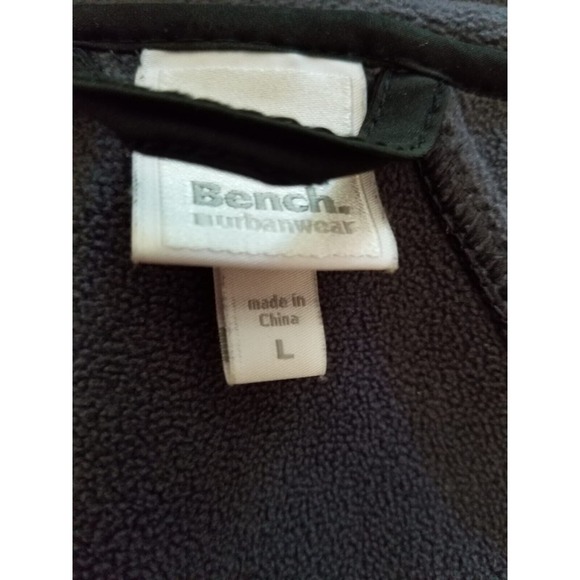 Bench.
urbanwear
made in
China
L